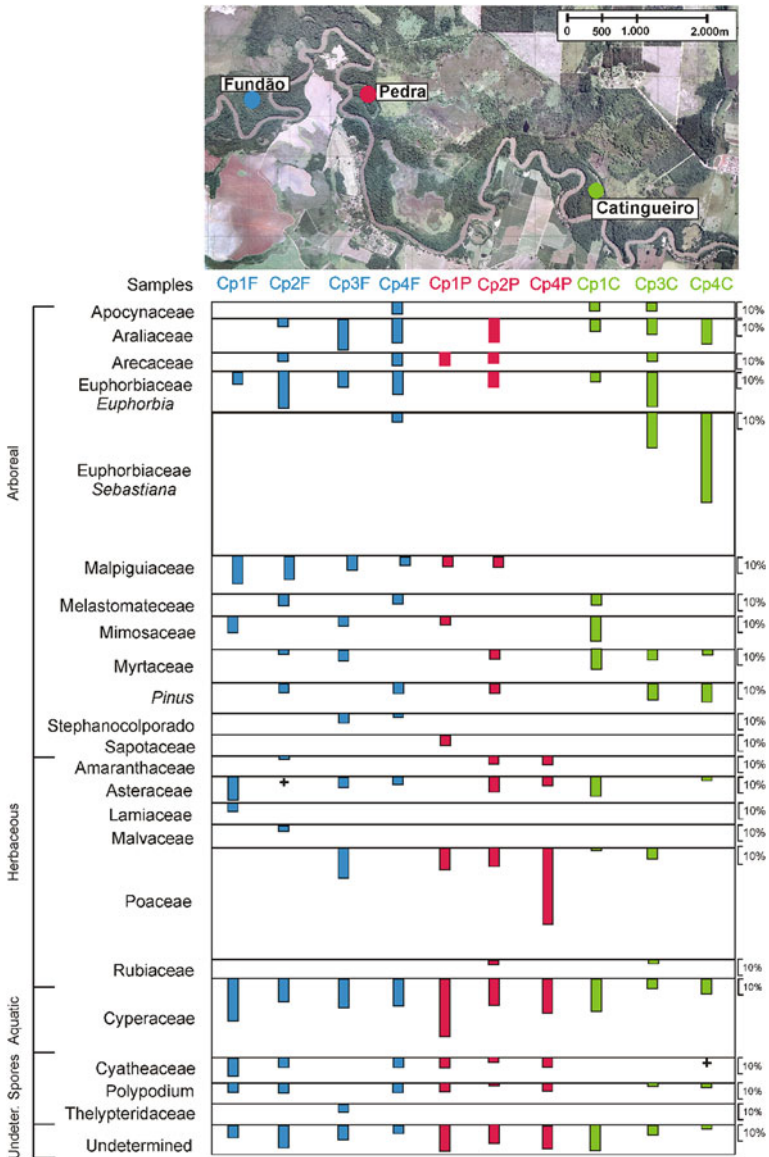 0 500 1.000 2.000m
Fundão
Pedra
Catingueiro
Samples Cp1F Cp2F Cp3F Cp4F Cp1P Cp2P Cp4P Cp1C Cp3C Cp4C
Arboreal
Apocynaceae 10%
Araliaceae 10%
Arecaceae 10%
Euphorbiaceae 10%
Euphorbia
10%
Euphorbiaceae
Sebastiana
Malpiguiaceae 10%
Melastomateceae 10%
Mimosaceae 10%
Myrtaceae 10%
Pinus 10%
Stephanocolporado 10%
Sapotaceae 10%
Herbaceous
Amaranthaceae 10%
Asteraceae + 10%
Lamiaceae 10%
Malvaceae 10%
10%
Poaceae
Rubiaceae 10%
Aquatic
10%
Cyperaceae
Spores
Cyatheaceae + 10%
Polypodium 10%
Thelypteridaceae 10%
Undeter.
Undetermined 10%